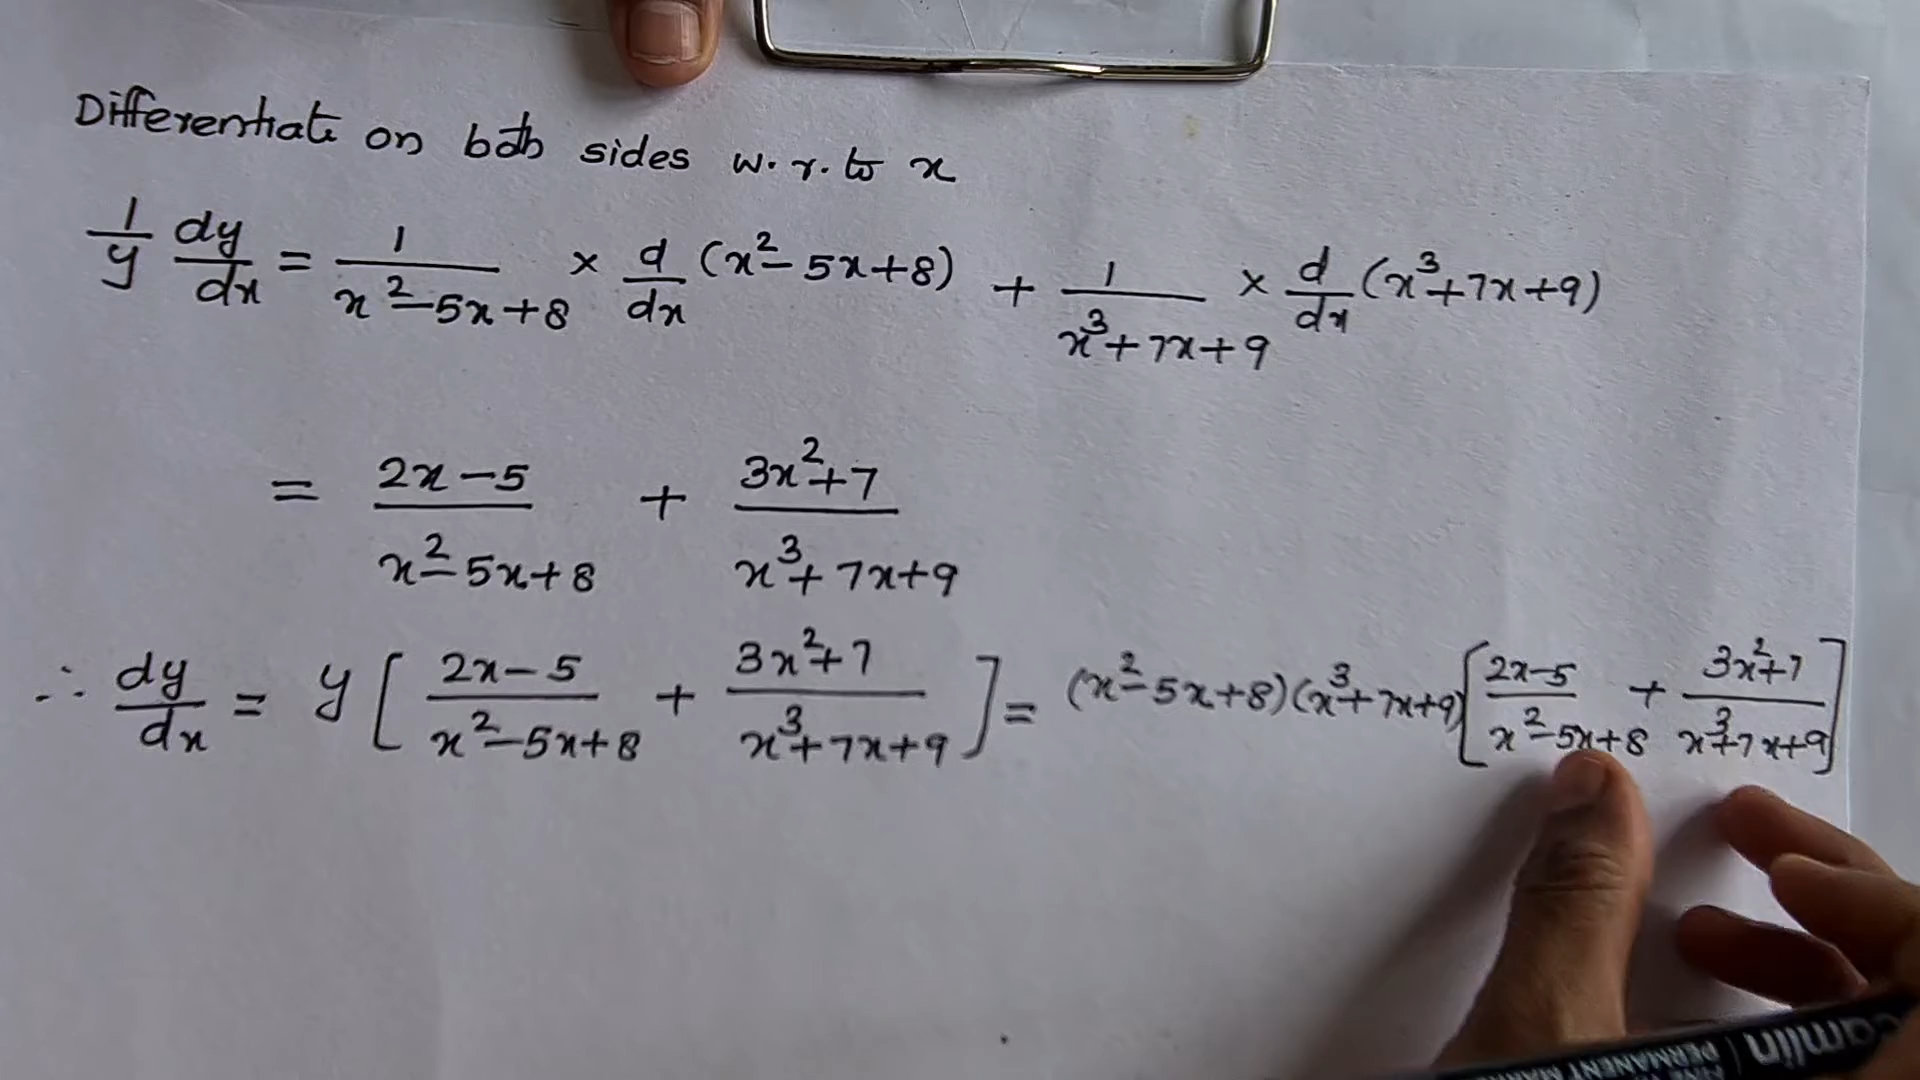 Differentiate on both sides w.r.to x
1/y dy/dx = 1/(x²-5x+8) × d/dx (x²-5x+8) + 1/(x³+7x+9) × d/dx (x³+7x+9)
= (2x-5)/(x²-5x+8) + (3x²+7)/(x³+7x+9)
∴ dy/dx = y [(2x-5)/(x²-5x+8) + (3x²+7)/(x³+7x+9)] = (x²-5x+8)(x³+7x+9)[(2x-5)/(x²-5x+8) + (3x²+7)/(x³+7x+9)]
camlin
PERMANENT